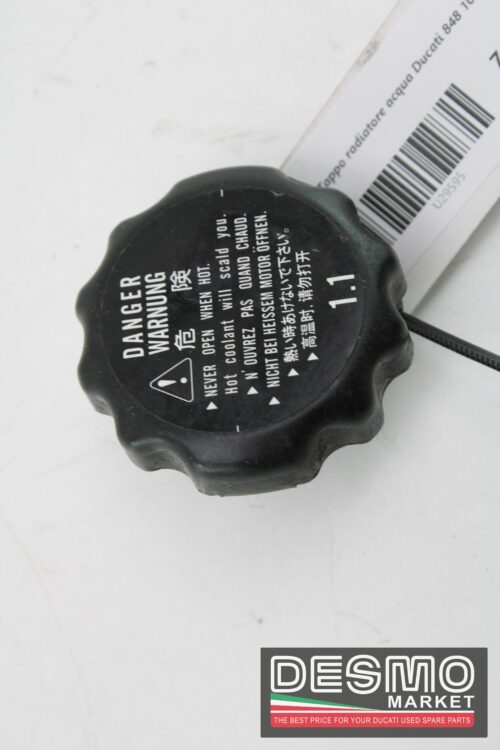 DANGER
WARNUNG
危険
▶ NEVER OPEN WHEN HOT.
Hot coolant will scald you.
▶ N'OUVREZ PAS QUAND CHAUD.
▶ NICHT BEI HEISSEM MOTOR ÖFFNEN.
▶ 熱い時あけないで下さい。
▶ 高温时,请勿打开
1.1
Tappo radiatore acqua Ducati 848
UZ9595
DESMO
MARKET
THE BEST PRICE FOR YOUR DUCATI USED SPARE PARTS